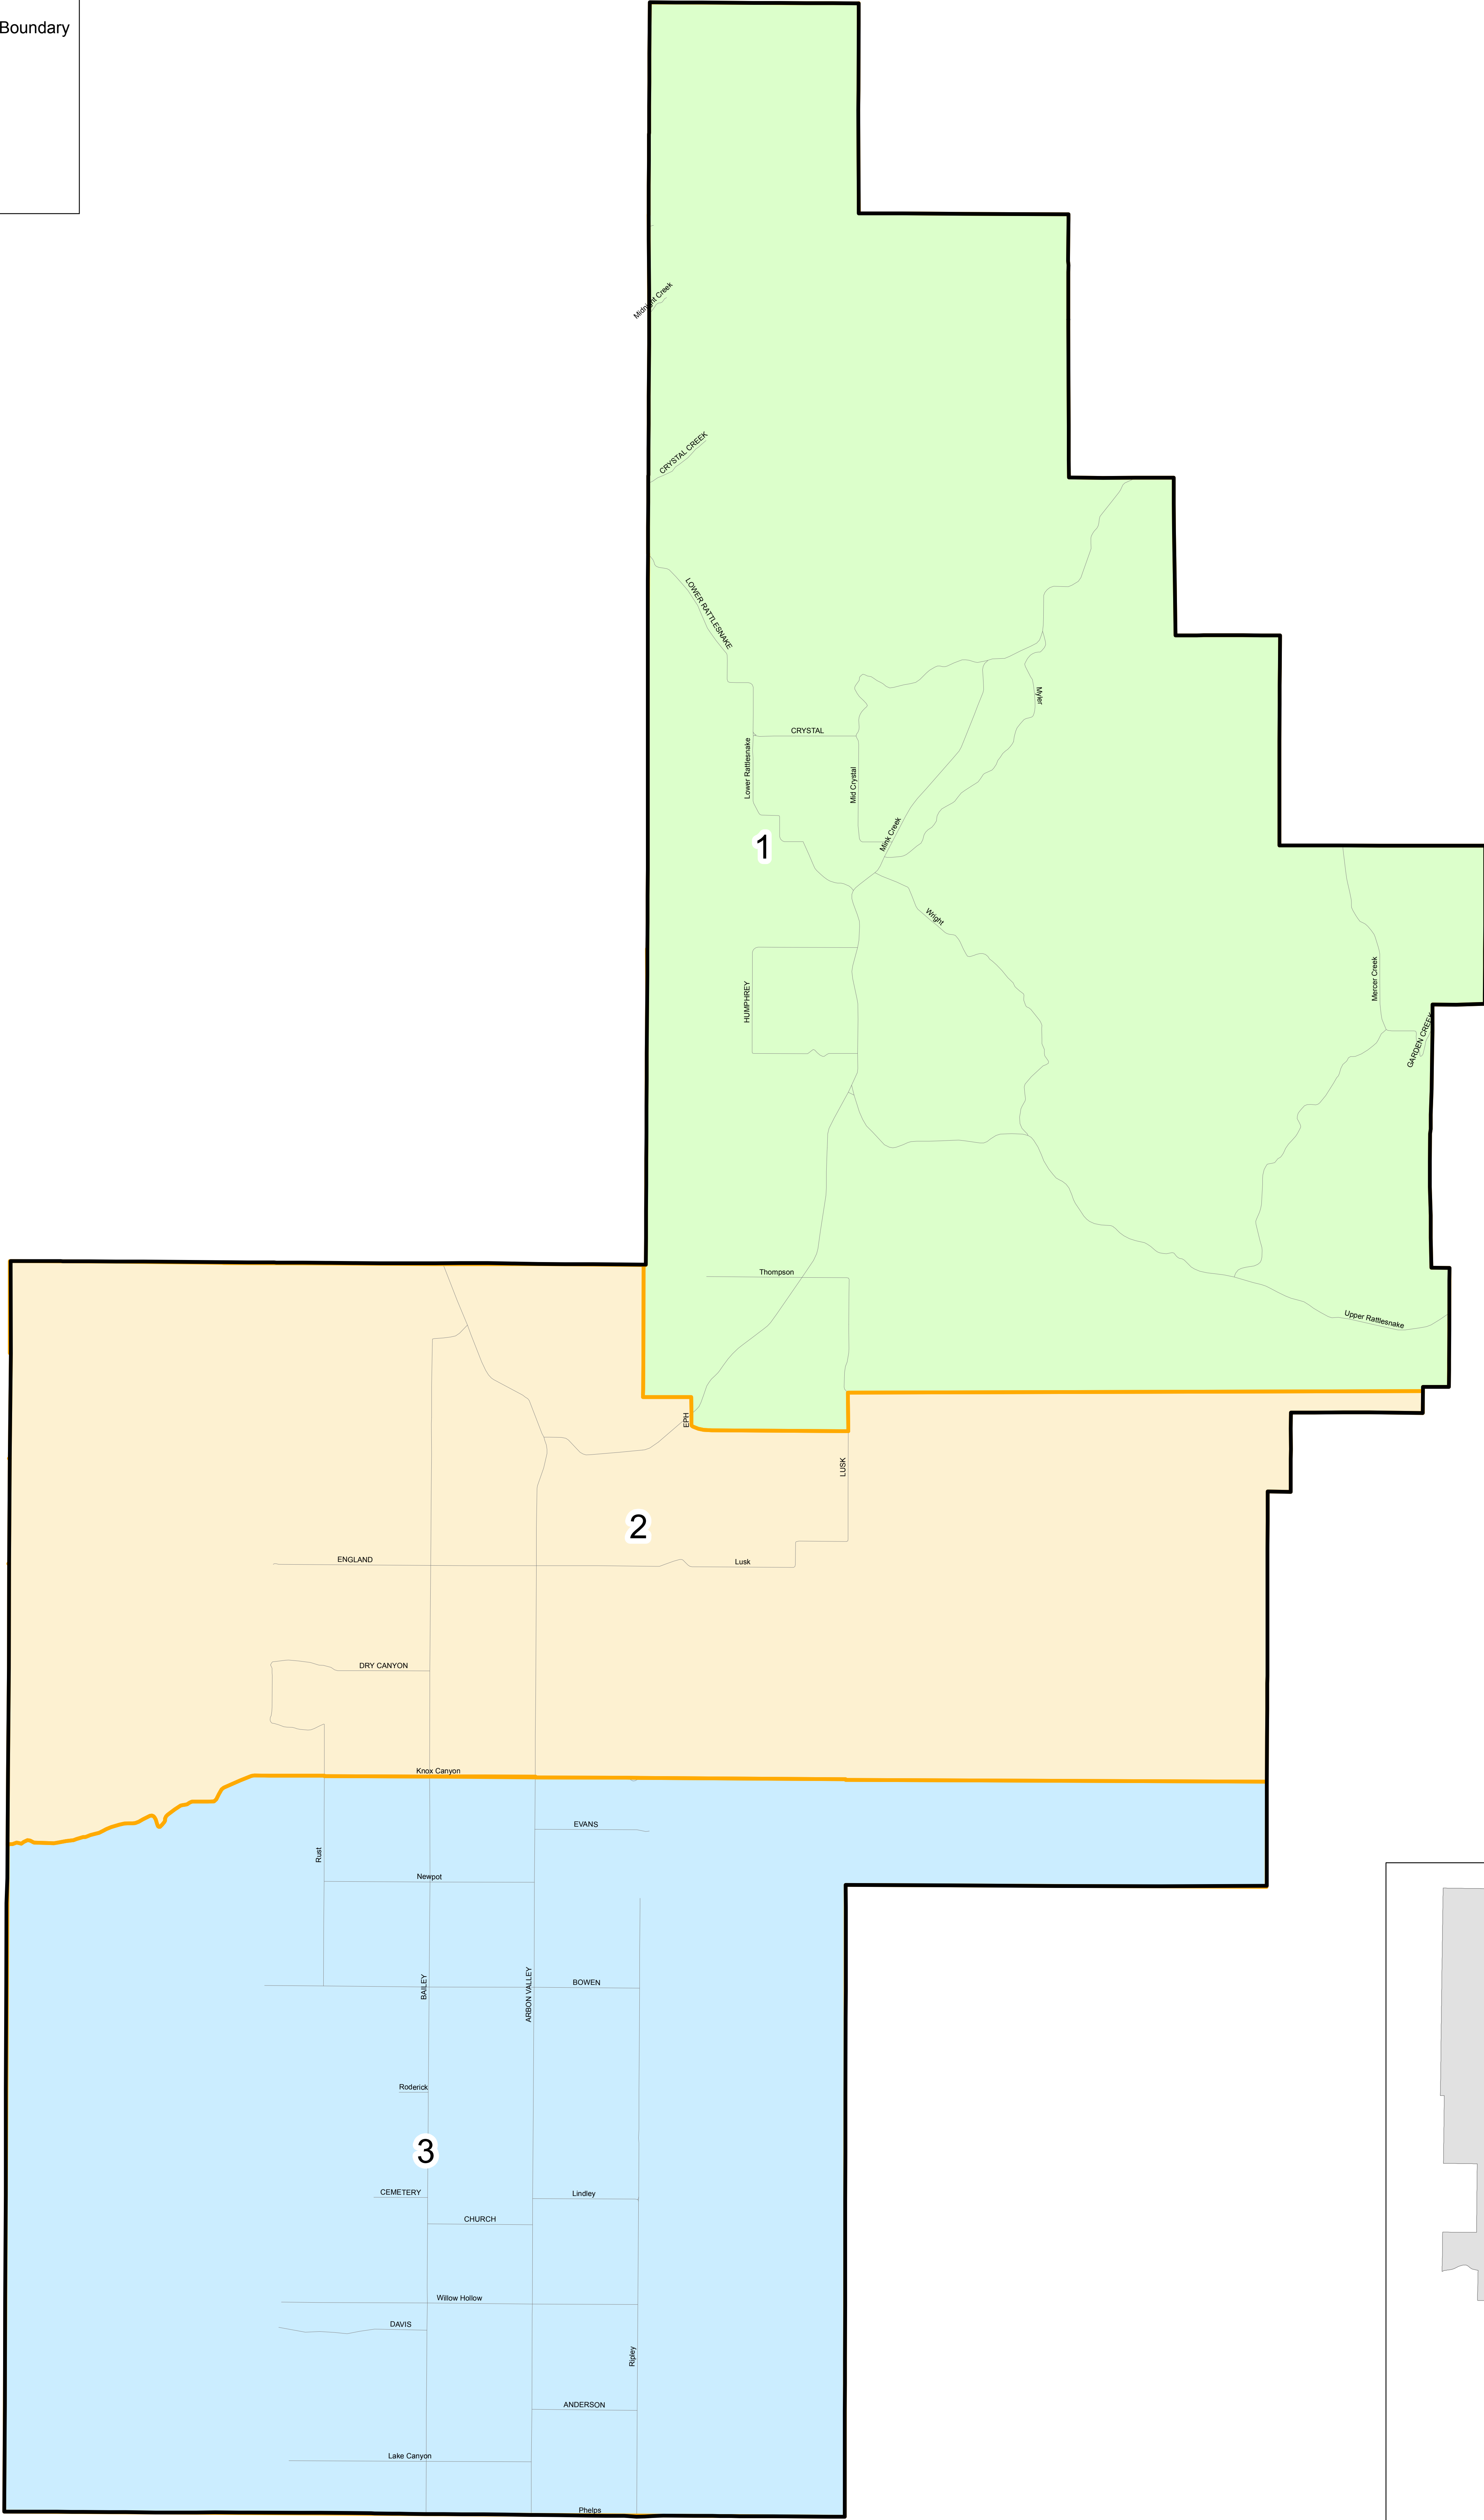 Boundary
Midnight Creek
CRYSTAL CREEK
LOWER RATTLESNAKE
Myler
CRYSTAL
Lower Rattlesnake
Mid Crystal
Mink Creek
1
Wright
Mercer Creek
HUMPHREY
GARDEN CREEK
Thompson
Upper Rattlesnake
EPH
LUSK
2
ENGLAND
Lusk
DRY CANYON
Knox Canyon
EVANS
Rust
Newpot
BAILEY
ARBON VALLEY
BOWEN
Roderick
3
CEMETERY
Lindley
CHURCH
Willow Hollow
DAVIS
Ripley
ANDERSON
Lake Canyon
Phelps